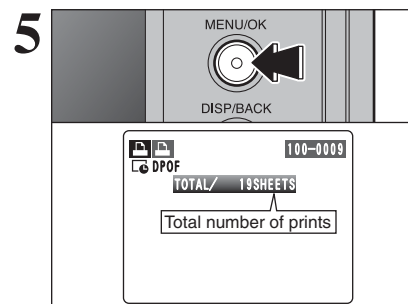 5
MENU/OK
DISP/BACK
100-0009
DPOF
TOTAL/ 19SHEETS
Total number of prints